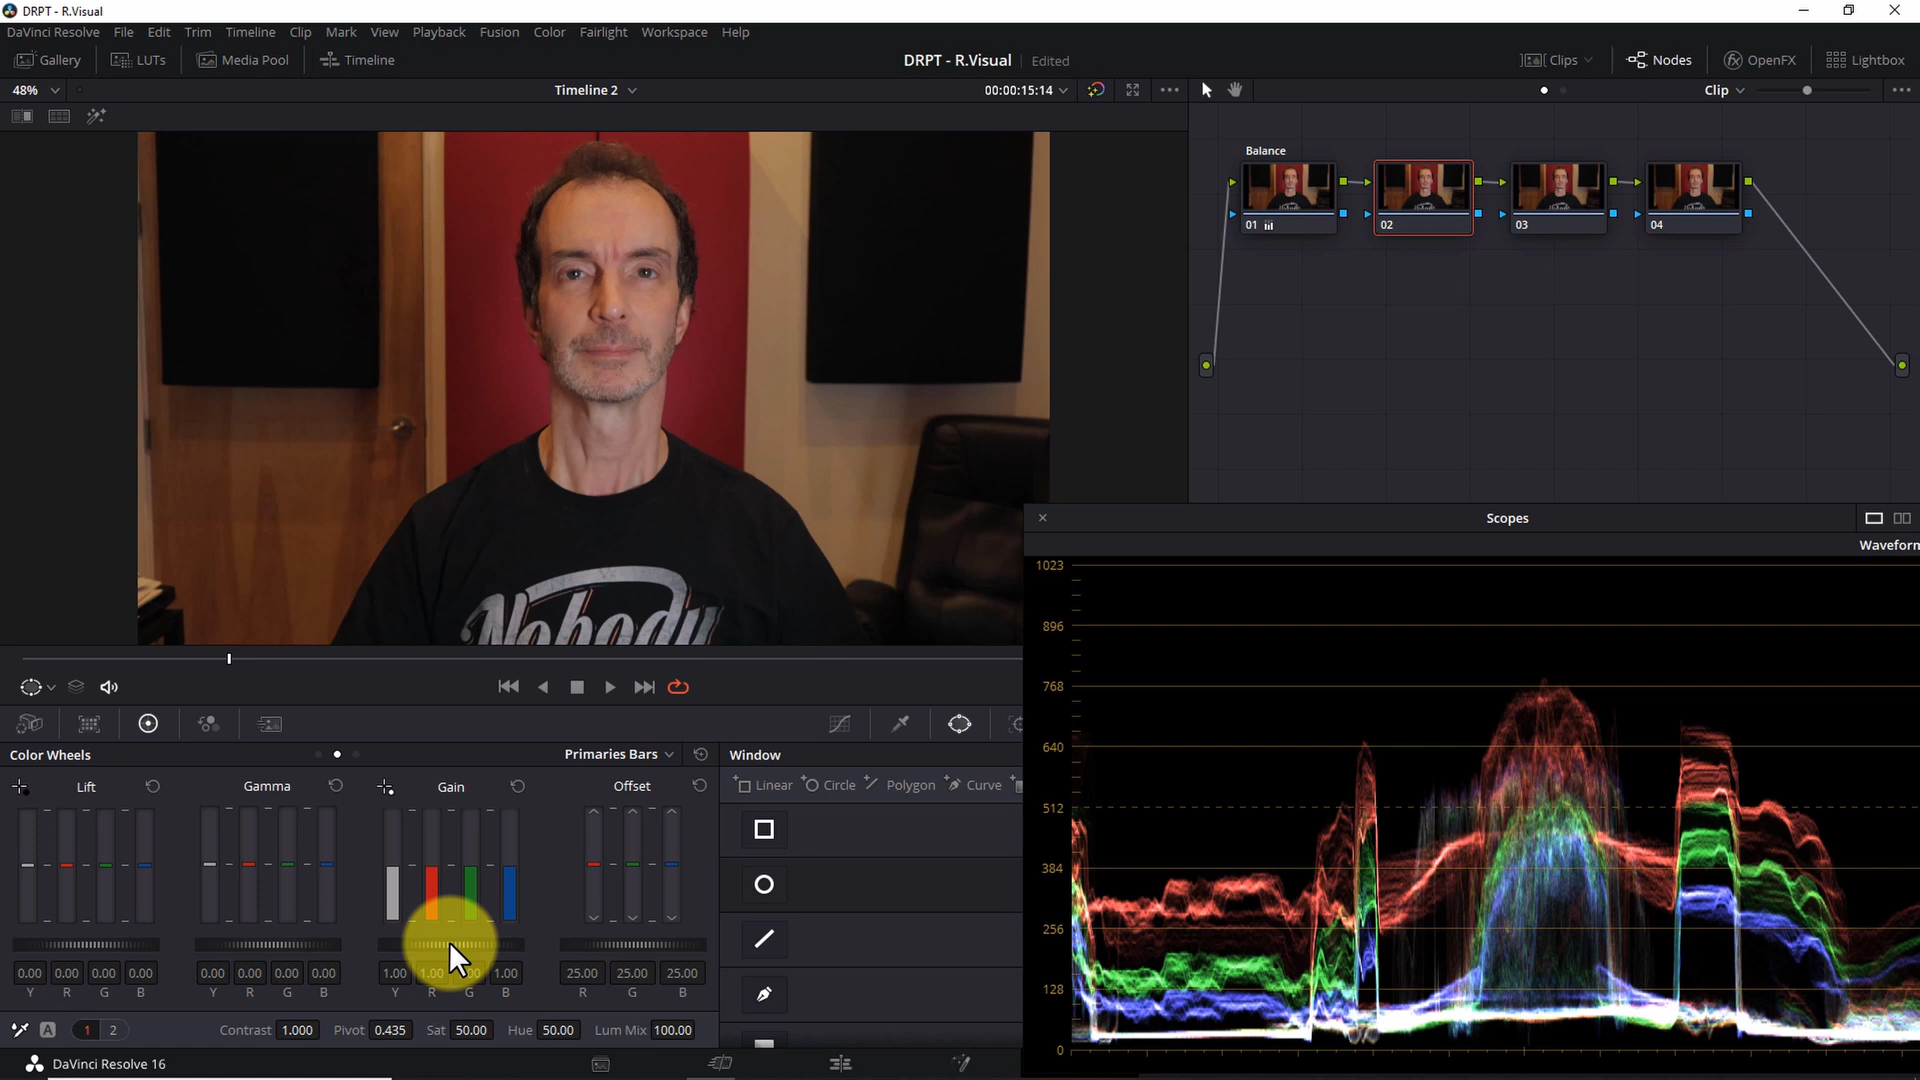 DRPT - R.Visual
DaVinci Resolve File Edit Trim Timeline Clip Mark View Playback Fusion Color Fairlight Workspace Help
Gallery LUTs Media Pool Timeline DRPT - R.Visual Edited Clips Nodes OpenFX Lightbox
48% Timeline 2 00:00:15:14 Clip
Balance
01 02 03 04
Nobody
Scopes
Waveform
1023
896
768
640
512
384
256
128
0
Color Wheels Primaries Bars Window
Lift Gamma Gain Offset
Linear Circle Polygon Curve
0.00 0.00 0.00 0.00 0.00 0.00 0.00 0.00 1.00 1.00 1.00 25.00 25.00 25.00
Y R G B Y R G B Y R G B R G B
A 1 2 Contrast 1.000 Pivot 0.435 Sat 50.00 Hue 50.00 Lum Mix 100.00
DaVinci Resolve 16